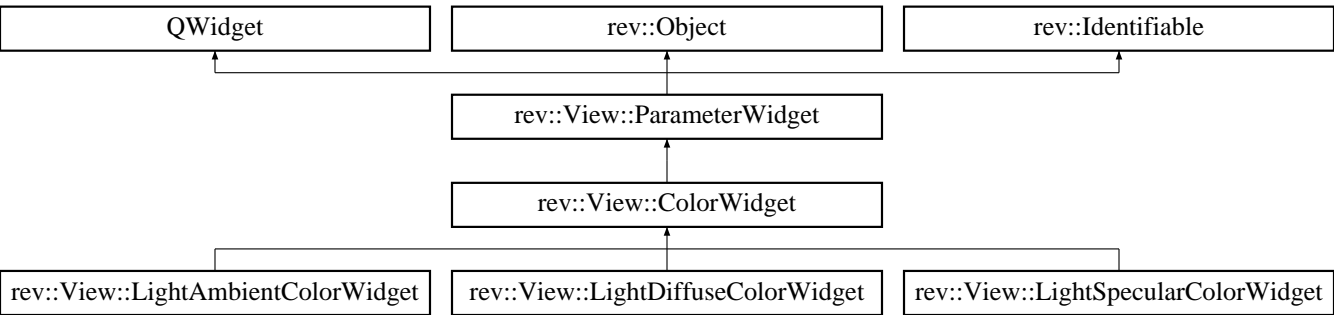 QWidget
rev::Object
rev::Identifiable
rev::View::ParameterWidget
rev::View::ColorWidget
rev::View::LightAmbientColorWidget
rev::View::LightDiffuseColorWidget
rev::View::LightSpecularColorWidget